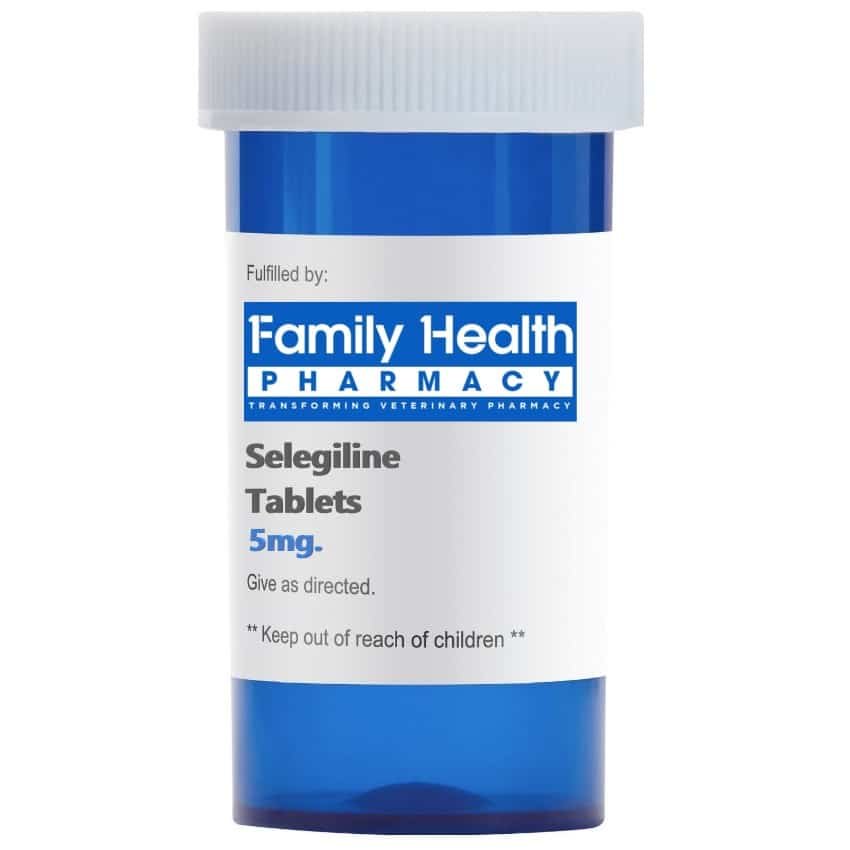 Fulfilled by:
Family Health
PHARMACY
TRANSFORMING VETERINARY PHARMACY
Selegiline
Tablets
5mg.
Give as directed.
** Keep out of reach of children **